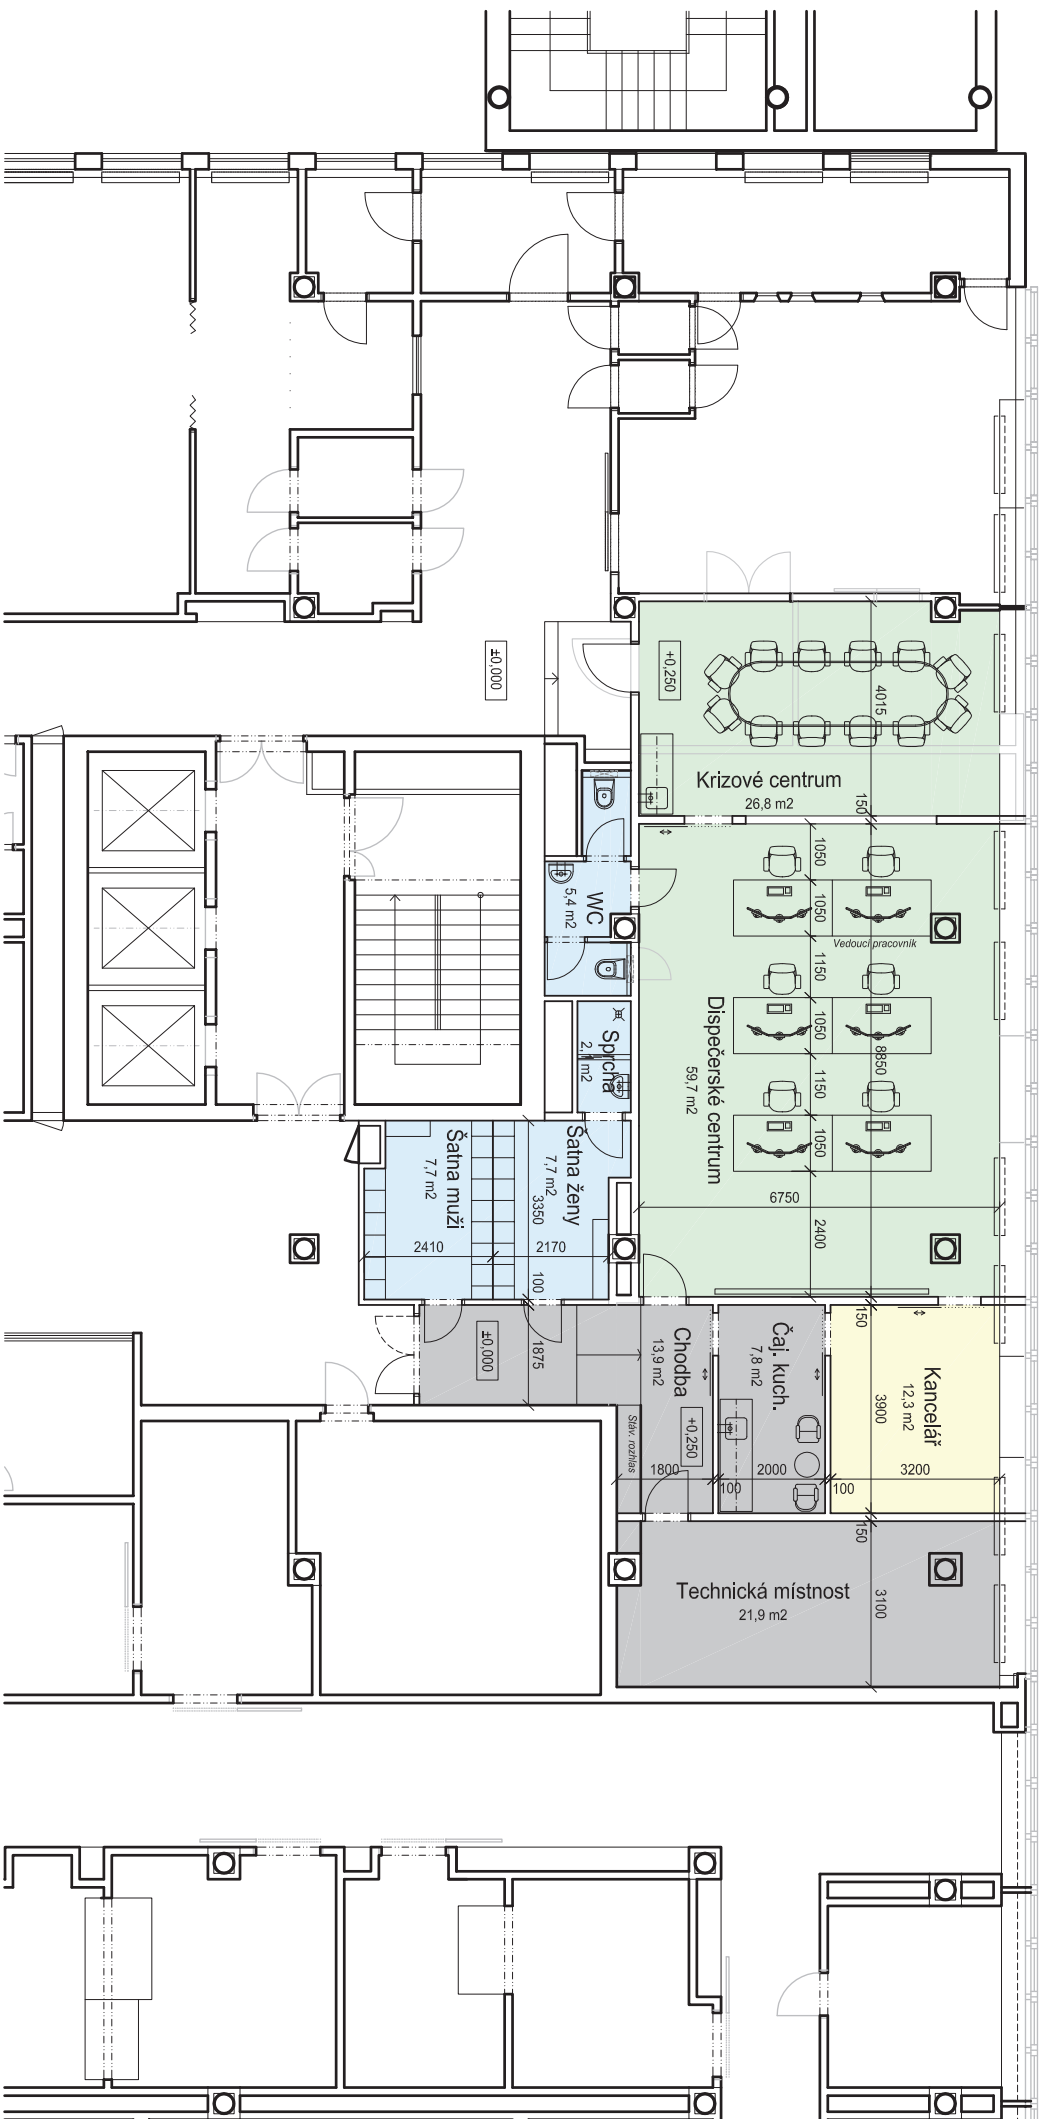 ±0,000
+0,250
4015
Krizové centrum
26,8 m2
150
1050
1050
Vedoucí pracovník
1150
1050
8850
1150
1050
2400
6750
Dispečerské centrum
59,7 m2
WC
5,4 m2
Sprcha
Šatna ženy
7,7 m2
3350
Šatna muži
7,7 m2
2410
2170
100
150
1875
±0,000
Chodba
13,9 m2
+0,250
Stáv. rozhlas
Čaj. kuch.
7,8 m2
Kancelář
12,3 m2
3900
1800
100
2000
100
3200
150
Technická místnost
21,9 m2
3100